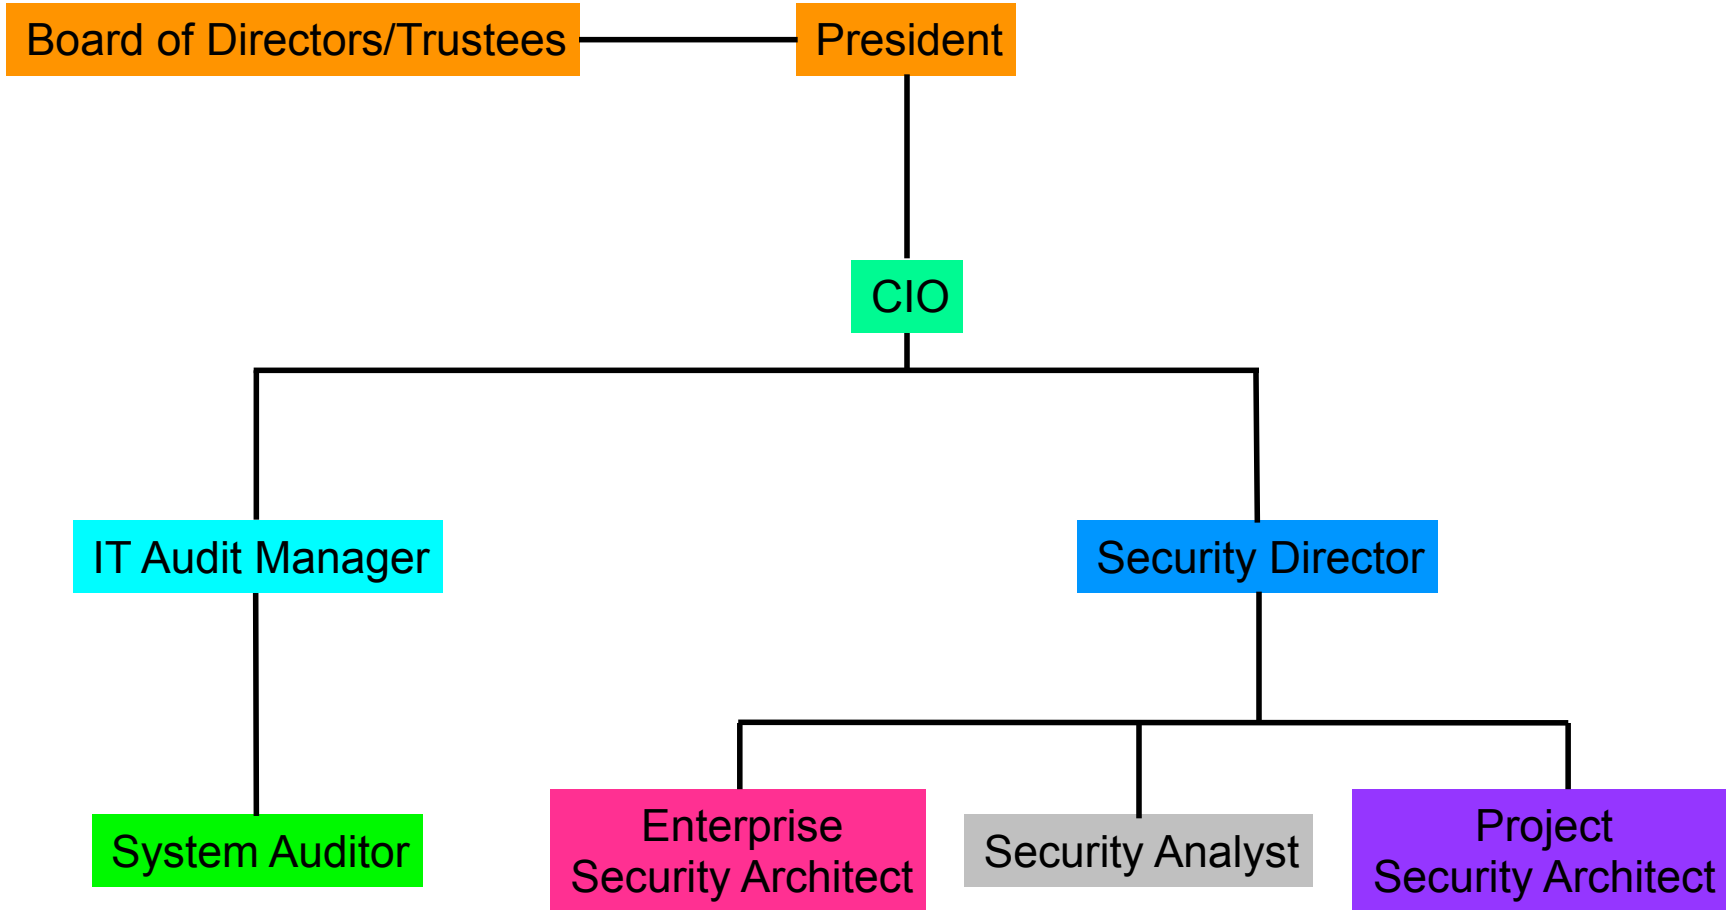 Board of Directors/Trustees
President
CIO
IT Audit Manager
Security Director
System Auditor
Enterprise
Security Architect
Security Analyst
Project
Security Architect